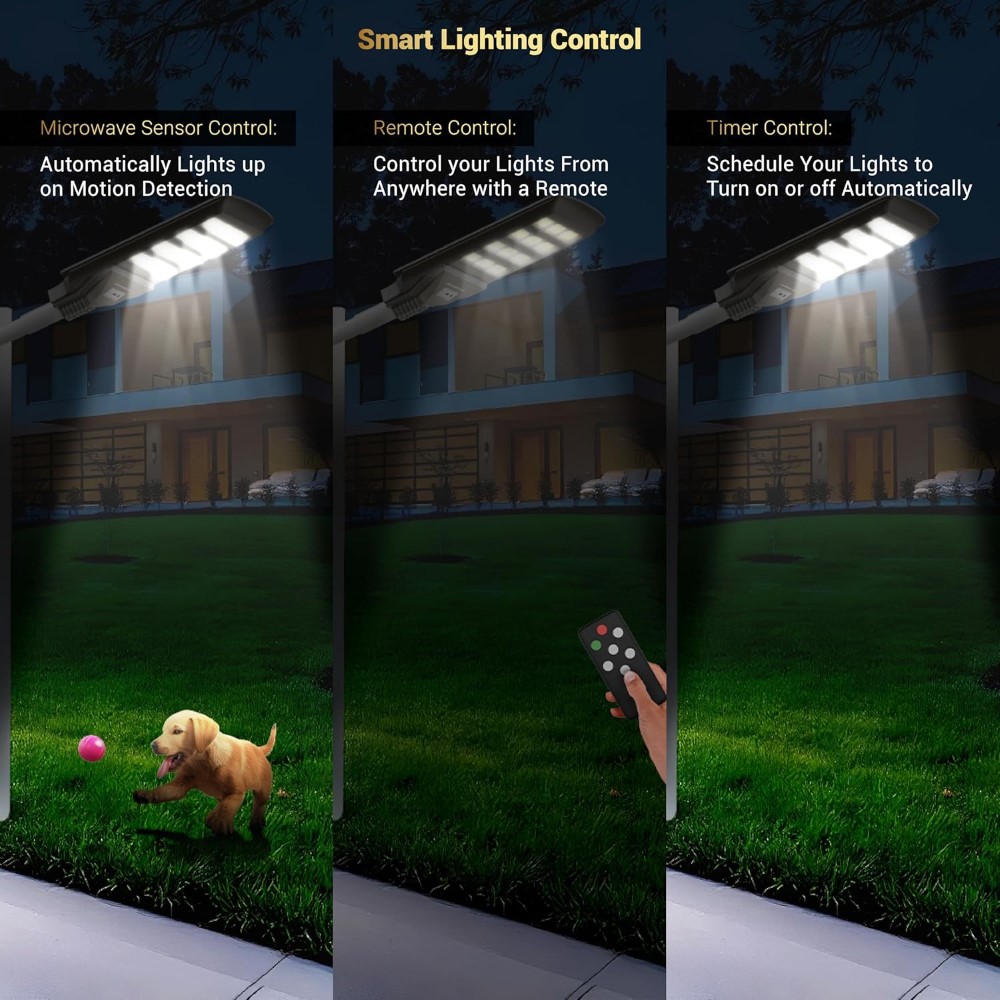 Smart Lighting Control
Microwave Sensor Control:
Automatically Lights up
on Motion Detection
Remote Control:
Control your Lights From
Anywhere with a Remote
Timer Control:
Schedule Your Lights to
Turn on or off Automatically